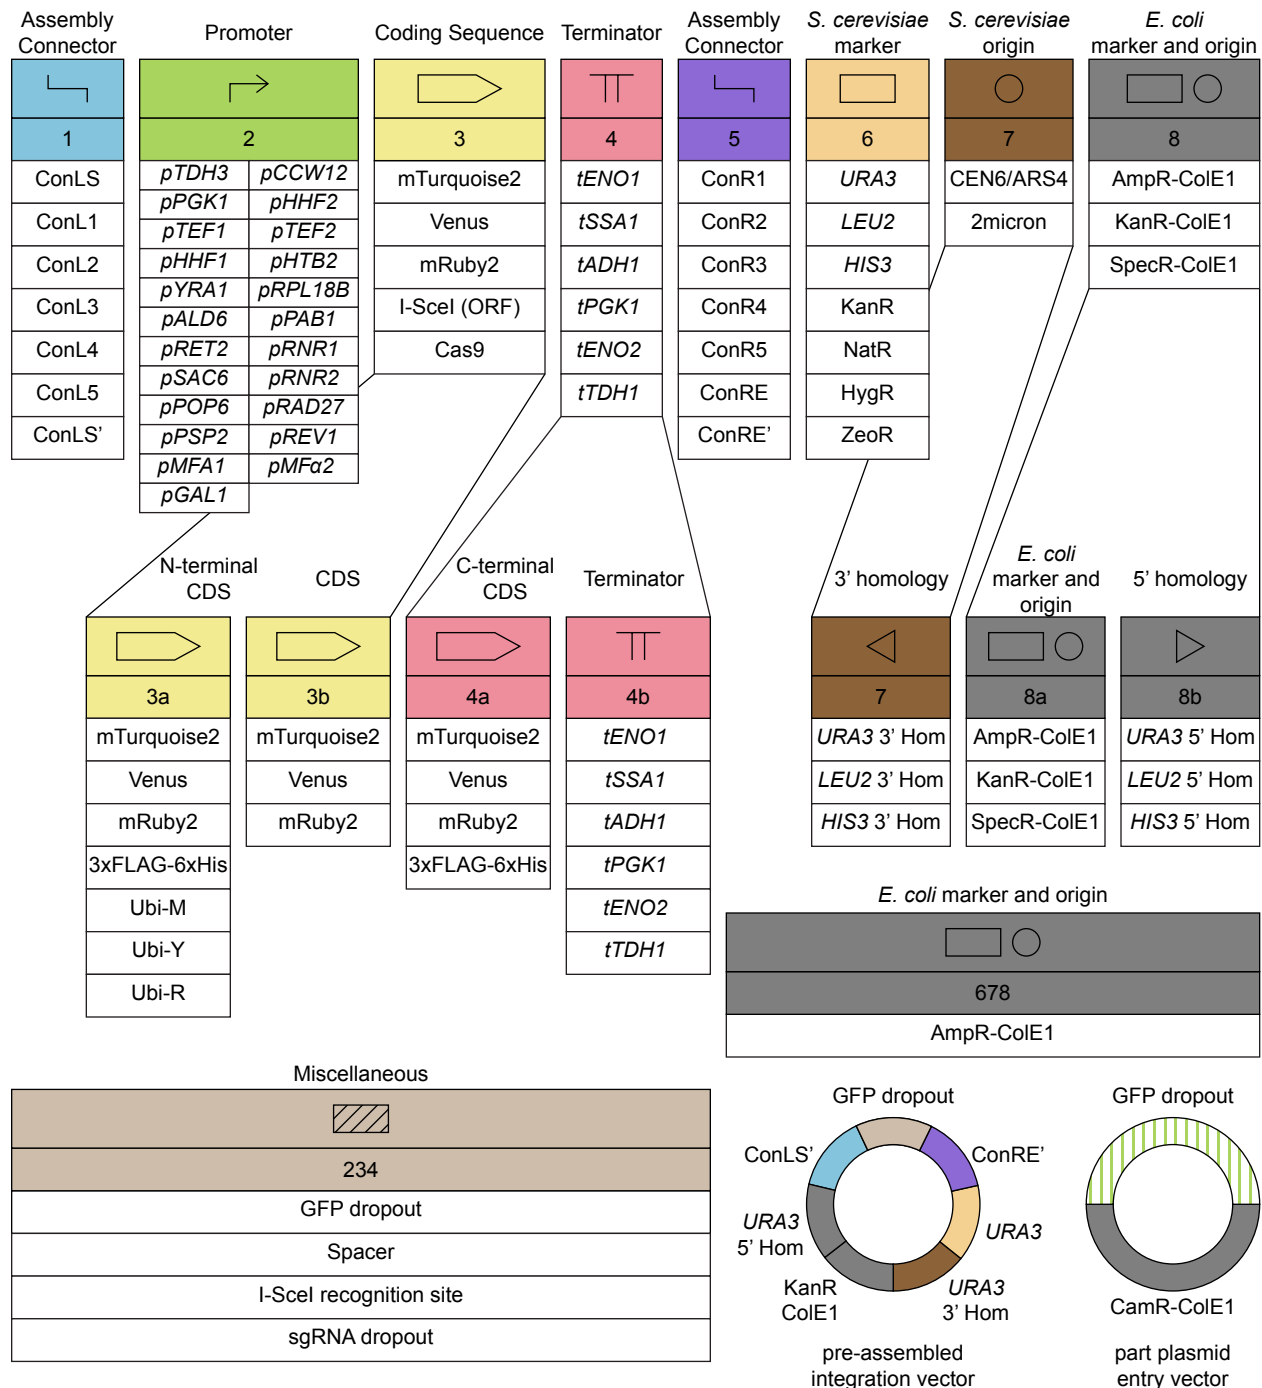 Assembly
Connector
Promoter
Coding Sequence
Terminator
Assembly
Connector
S. cerevisiae
marker
S. cerevisiae
origin
E. coli
marker and origin
1
2
3
4
5
6
7
8
ConLS
ConL1
ConL2
ConL3
ConL4
ConL5
ConLS’
pTDH3 pCCW12
pPGK1 pHHF2
pTEF1 pTEF2
pHHF1 pHTB2
pYRA1 pRPL18B
pALD6 pPAB1
pRET2 pRNR1
pSAC6 pRNR2
pPOP6 pRAD27
pPSP2 pREV1
pMFA1 pMFα2
pGAL1
mTurquoise2
Venus
mRuby2
I-SceI (ORF)
Cas9
tENO1
tSSA1
tADH1
tPGK1
tENO2
tTDH1
ConR1
ConR2
ConR3
ConR4
ConR5
ConRE
ConRE’
URA3
LEU2
HIS3
KanR
NatR
HygR
ZeoR
CEN6/ARS4
2micron
AmpR-ColE1
KanR-ColE1
SpecR-ColE1
N-terminal
CDS
CDS
C-terminal
CDS
Terminator
3’ homology
E. coli
marker and
origin
5’ homology
3a
3b
4a
4b
7
8a
8b
mTurquoise2
Venus
mRuby2
3xFLAG-6xHis
Ubi-M
Ubi-Y
Ubi-R
mTurquoise2
Venus
mRuby2
mTurquoise2
Venus
mRuby2
3xFLAG-6xHis
tENO1
tSSA1
tADH1
tPGK1
tENO2
tTDH1
URA3 3’ Hom
LEU2 3’ Hom
HIS3 3’ Hom
AmpR-ColE1
KanR-ColE1
SpecR-ColE1
URA3 5’ Hom
LEU2 5’ Hom
HIS3 5’ Hom
E. coli marker and origin
678
AmpR-ColE1
Miscellaneous
234
GFP dropout
Spacer
I-SceI recognition site
sgRNA dropout
GFP dropout
ConLS’
ConRE’
URA3
5’ Hom
URA3
KanR
ColE1
URA3
3’ Hom
pre-assembled
integration vector
GFP dropout
CamR-ColE1
part plasmid
entry vector